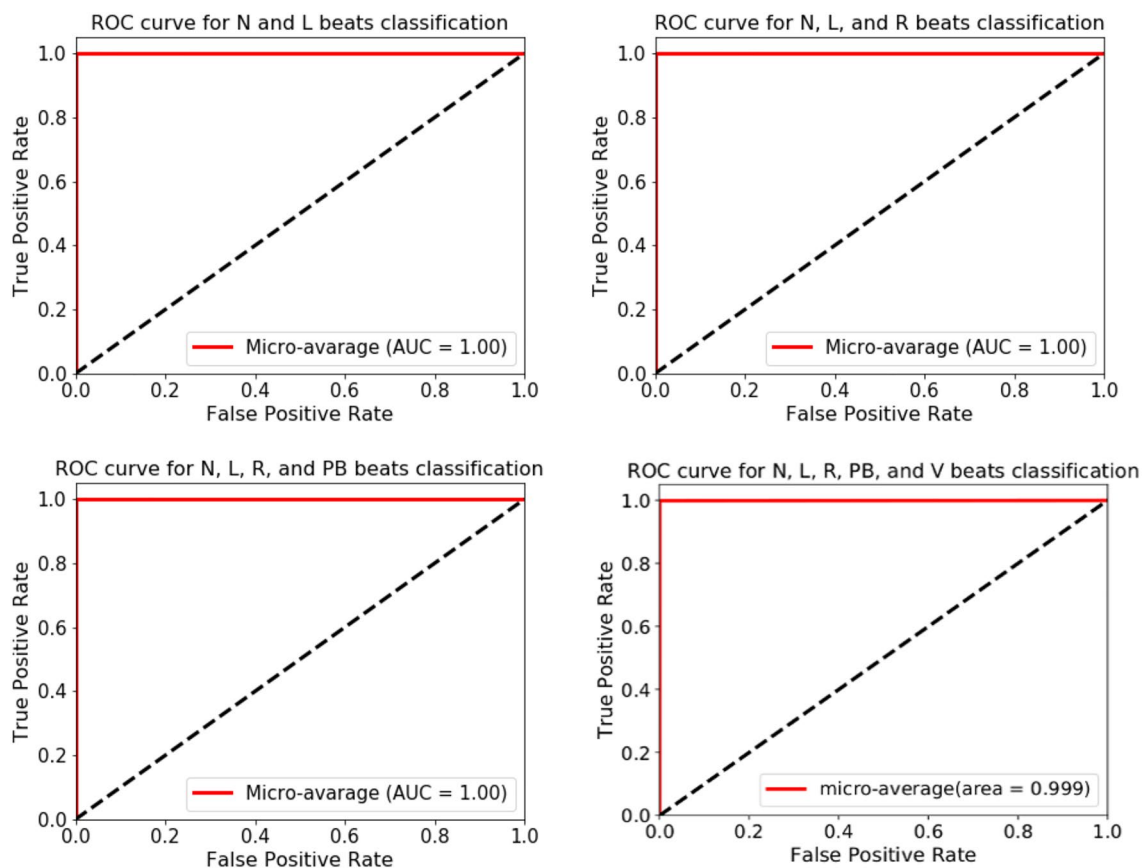 ROC curve for N and L beats classification
True Positive Rate
1.0
0.8
0.6
0.4
0.2
0.0
Micro-avarage (AUC = 1.00)
0.0 0.2 0.4 0.6 0.8 1.0
False Positive Rate
ROC curve for N, L, and R beats classification
True Positive Rate
1.0
0.8
0.6
0.4
0.2
0.0
Micro-avarage (AUC = 1.00)
0.0 0.2 0.4 0.6 0.8 1.0
False Positive Rate
ROC curve for N, L, R, and PB beats classification
True Positive Rate
1.0
0.8
0.6
0.4
0.2
0.0
Micro-avarage (AUC = 1.00)
0.0 0.2 0.4 0.6 0.8 1.0
False Positive Rate
ROC curve for N, L, R, PB, and V beats classification
True Positive Rate
1.0
0.8
0.6
0.4
0.2
0.0
micro-average(area = 0.999)
0.0 0.2 0.4 0.6 0.8 1.0
False Positive Rate